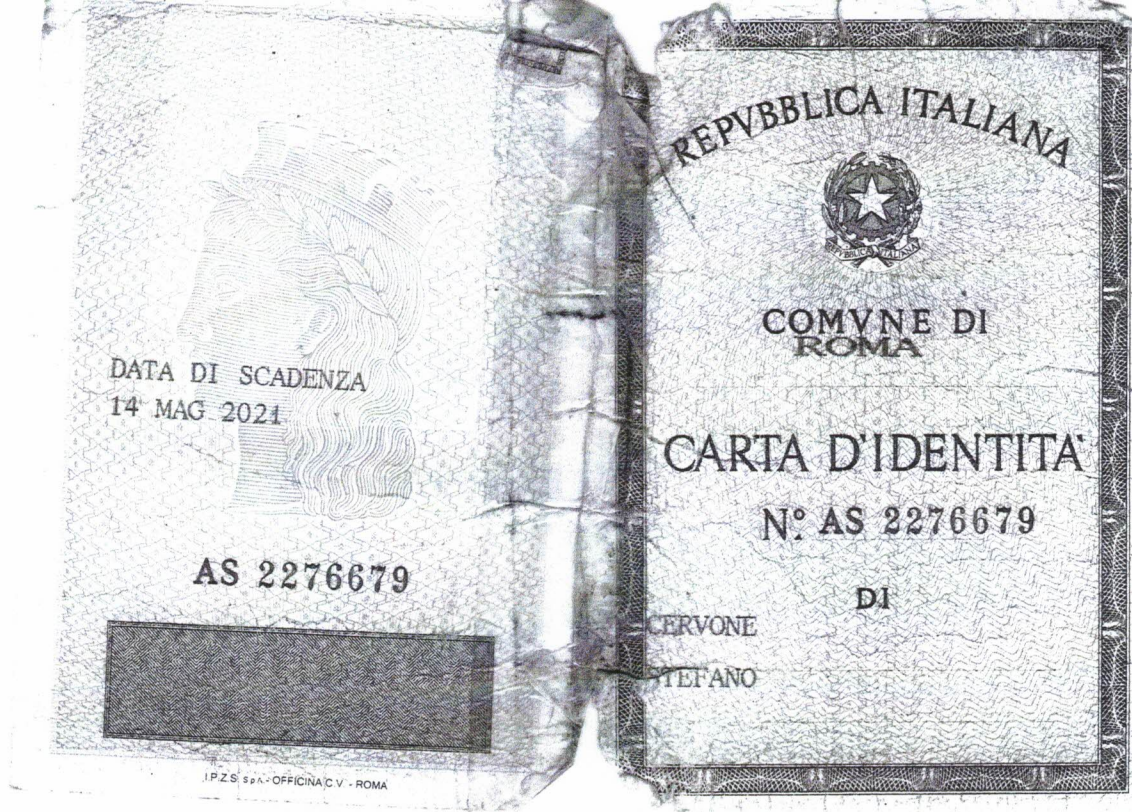 DATA DI SCADENZA
14 MAG 2021
AS 2276679
I.P.Z.S. S.p.A. - OFFICINA C.V. - ROMA
REPVBBLICA ITALIANA
COMVNE DI
ROMA
CARTA D'IDENTITA'
N° AS 2276679
DI
CERVONE
STEFANO